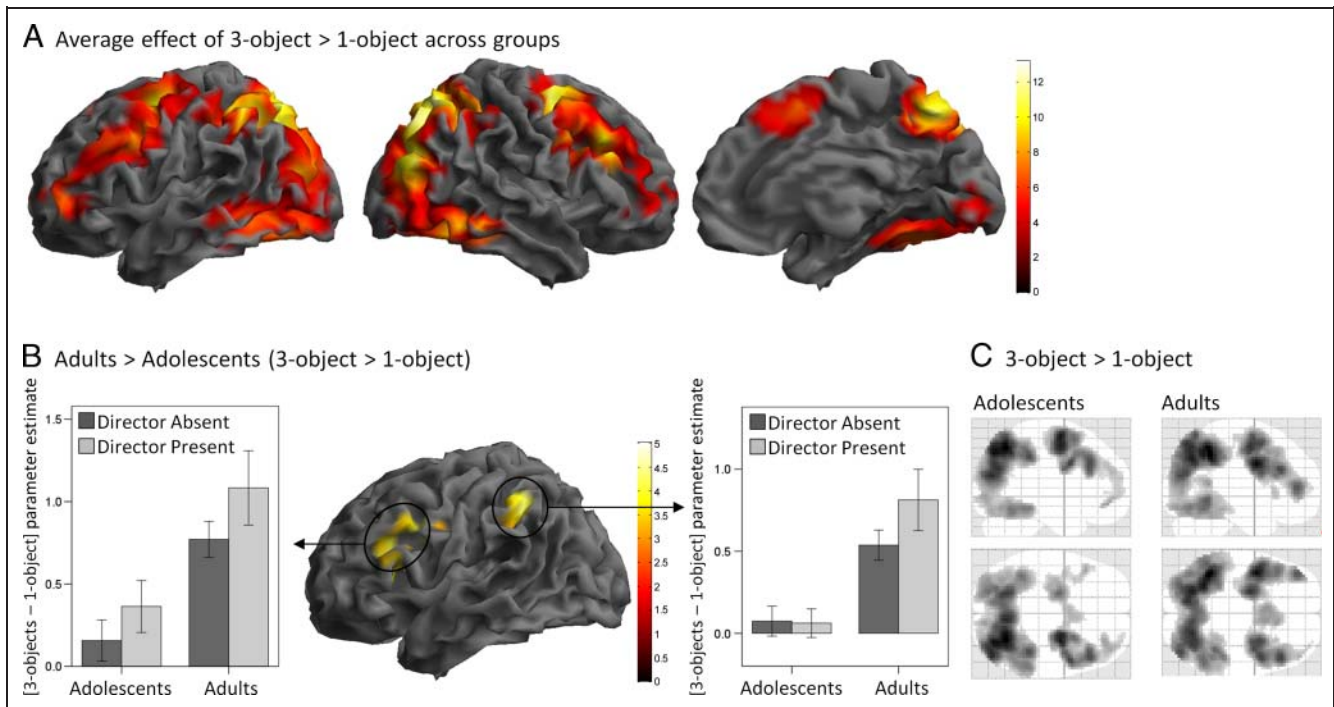 A Average effect of 3-object > 1-object across groups
12
10
8
6
4
2
0
B Adults > Adolescents (3-object > 1-object)
[3-objects – 1-object] parameter estimate
1.5
1.0
0.5
0.0
Director Absent
Director Present
Adolescents Adults
5
4.5
4
3.5
3
2.5
2
1.5
1
0.5
0
[3-objects – 1-object] parameter estimate
1.0
0.5
0.0
Director Absent
Director Present
Adolescents Adults
C 3-object > 1-object
Adolescents Adults